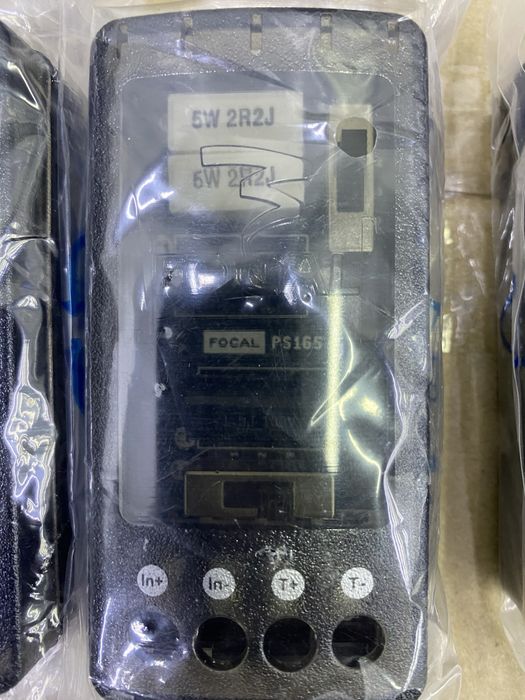 5W 2R2J
5W 2R2J
FOCAL
FOCAL PS165
In+ In- T+ T-